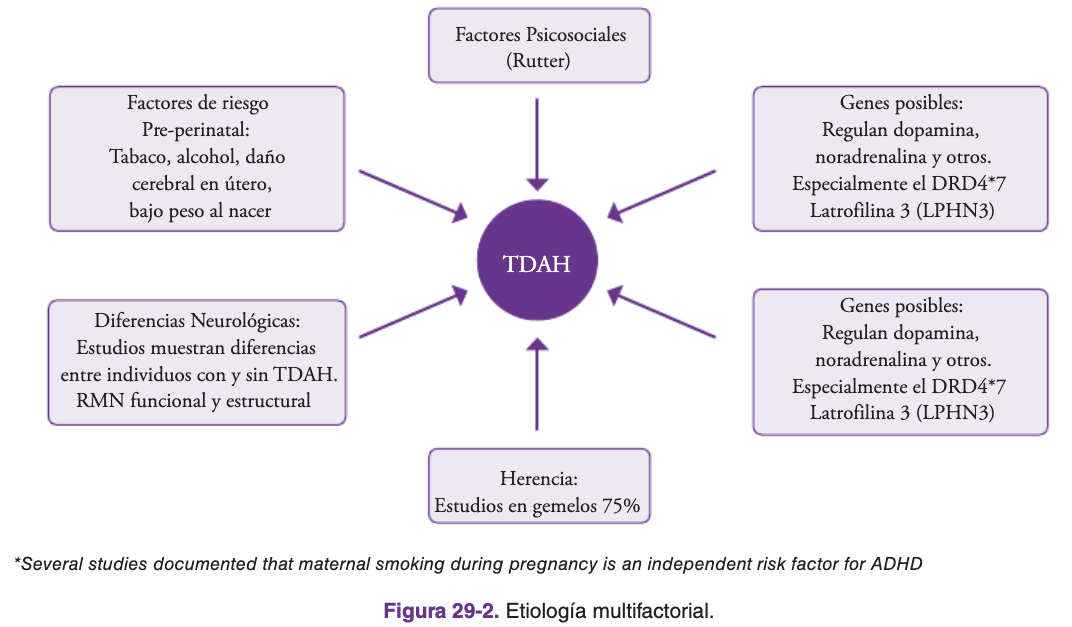 Factores Psicosociales
(Rutter)
Factores de riesgo
Pre-perinatal:
Tabaco, alcohol, daño
cerebral en útero,
bajo peso al nacer
Genes posibles:
Regulan dopamina,
noradrenalina y otros.
Especialmente el DRD4*7
Latrofilina 3 (LPHN3)
TDAH
Diferencias Neurológicas:
Estudios muestran diferencias
entre individuos con y sin TDAH.
RMN funcional y estructural
Genes posibles:
Regulan dopamina,
noradrenalina y otros.
Especialmente el DRD4*7
Latrofilina 3 (LPHN3)
Herencia:
Estudios en gemelos 75%
*Several studies documented that maternal smoking during pregnancy is an independent risk factor for ADHD
Figura 29-2. Etiología multifactorial.